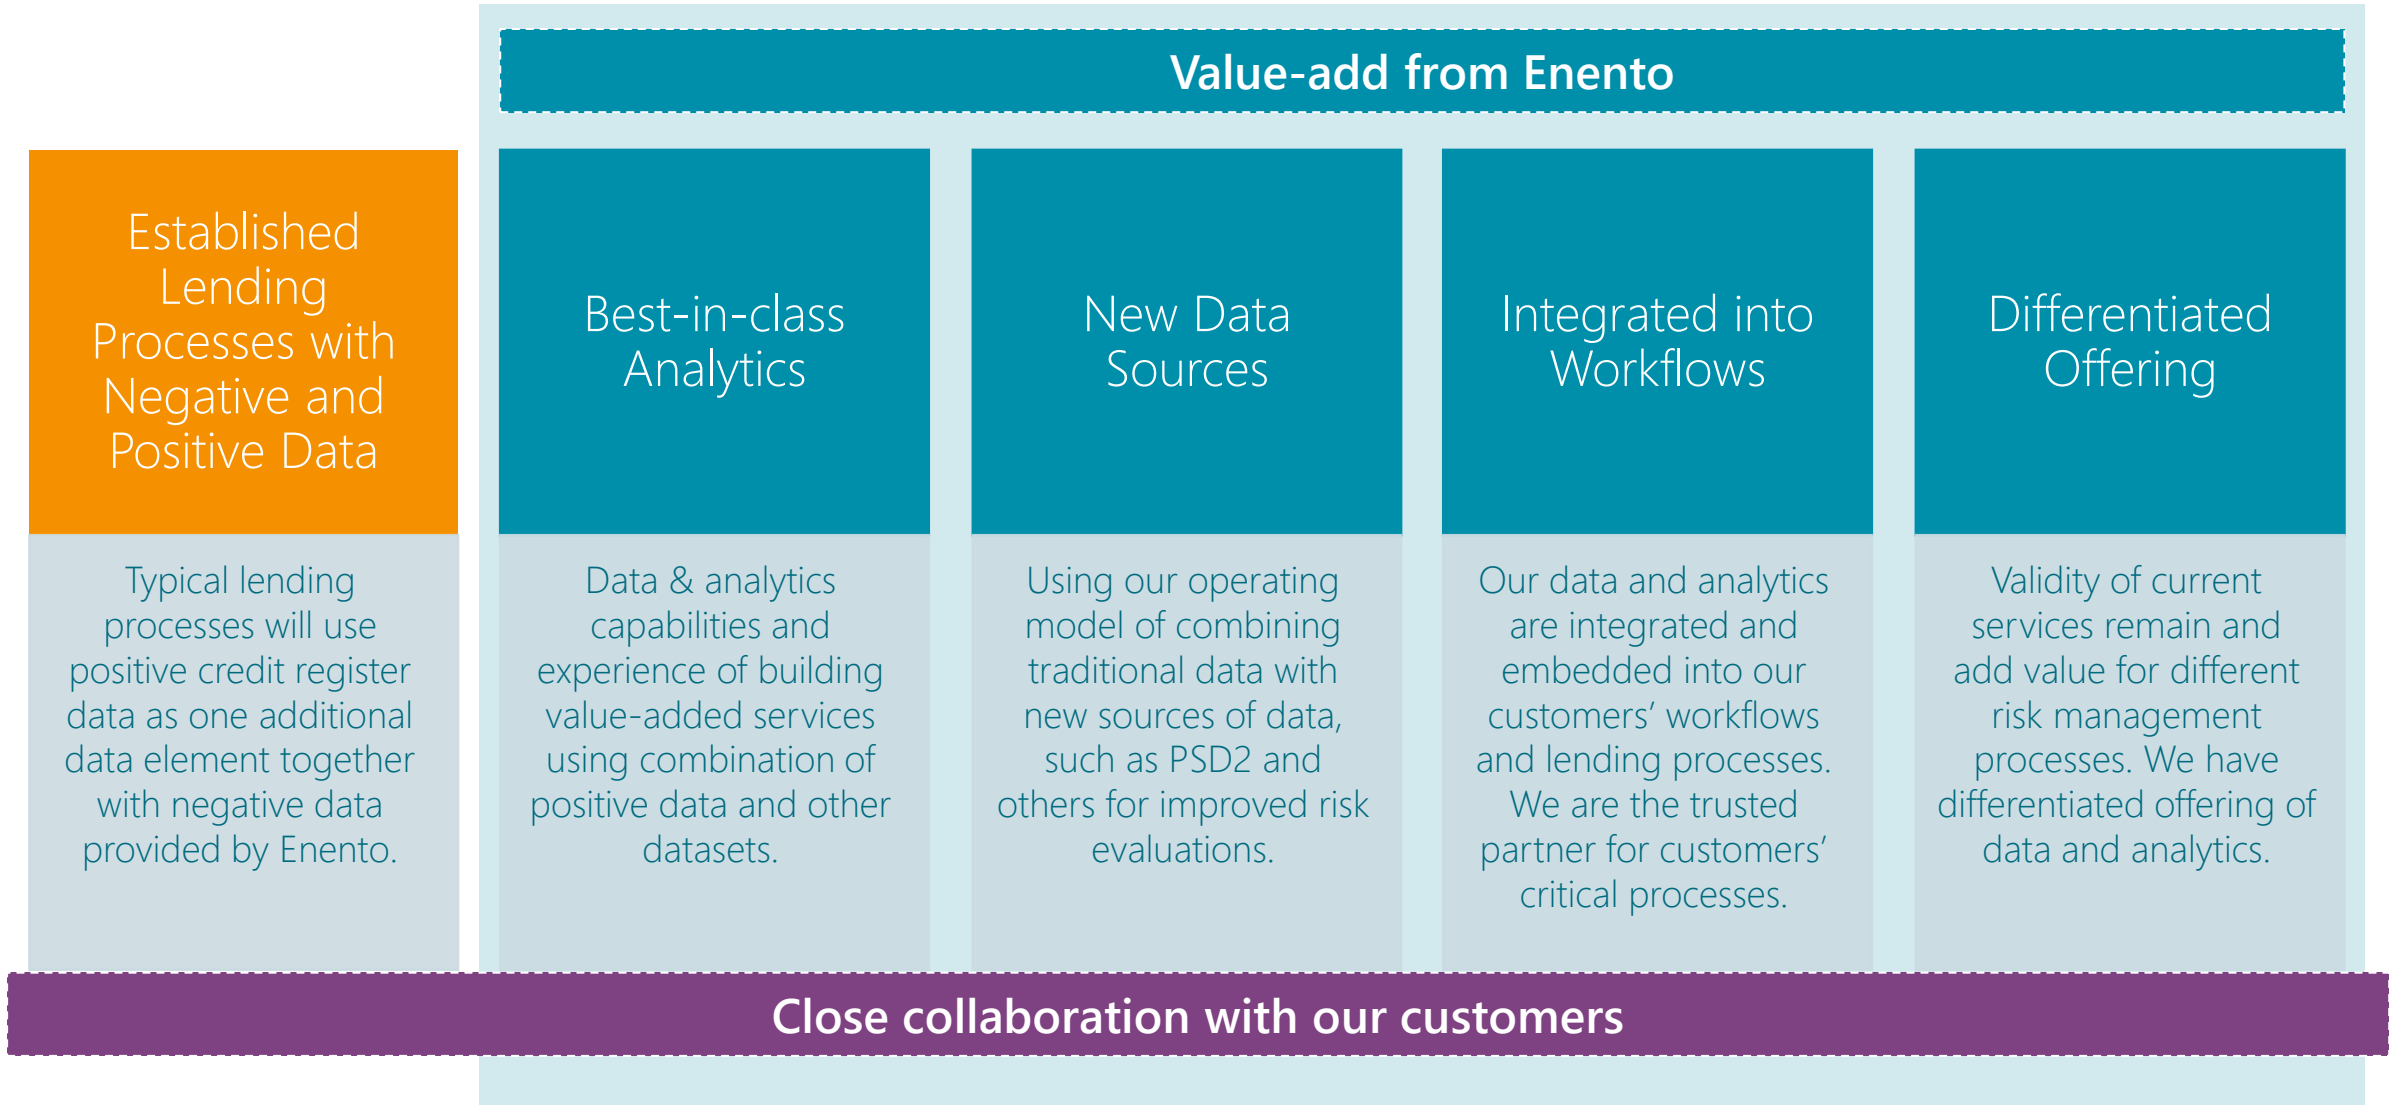 Value-add from Enento
Established
Lending
Processes with
Negative and
Positive Data
Typical lending
processes will use
positive credit register
data as one additional
data element together
with negative data
provided by Enento.
Best-in-class
Analytics
Data & analytics
capabilities and
experience of building
value-added services
using combination of
positive data and other
datasets.
New Data
Sources
Using our operating
model of combining
traditional data with
new sources of data,
such as PSD2 and
others for improved risk
evaluations.
Integrated into
Workflows
Our data and analytics
are integrated and
embedded into our
customers’ workflows
and lending processes.
We are the trusted
partner for customers’
critical processes.
Differentiated
Offering
Validity of current
services remain and
add value for different
risk management
processes. We have
differentiated offering of
data and analytics.
Close collaboration with our customers